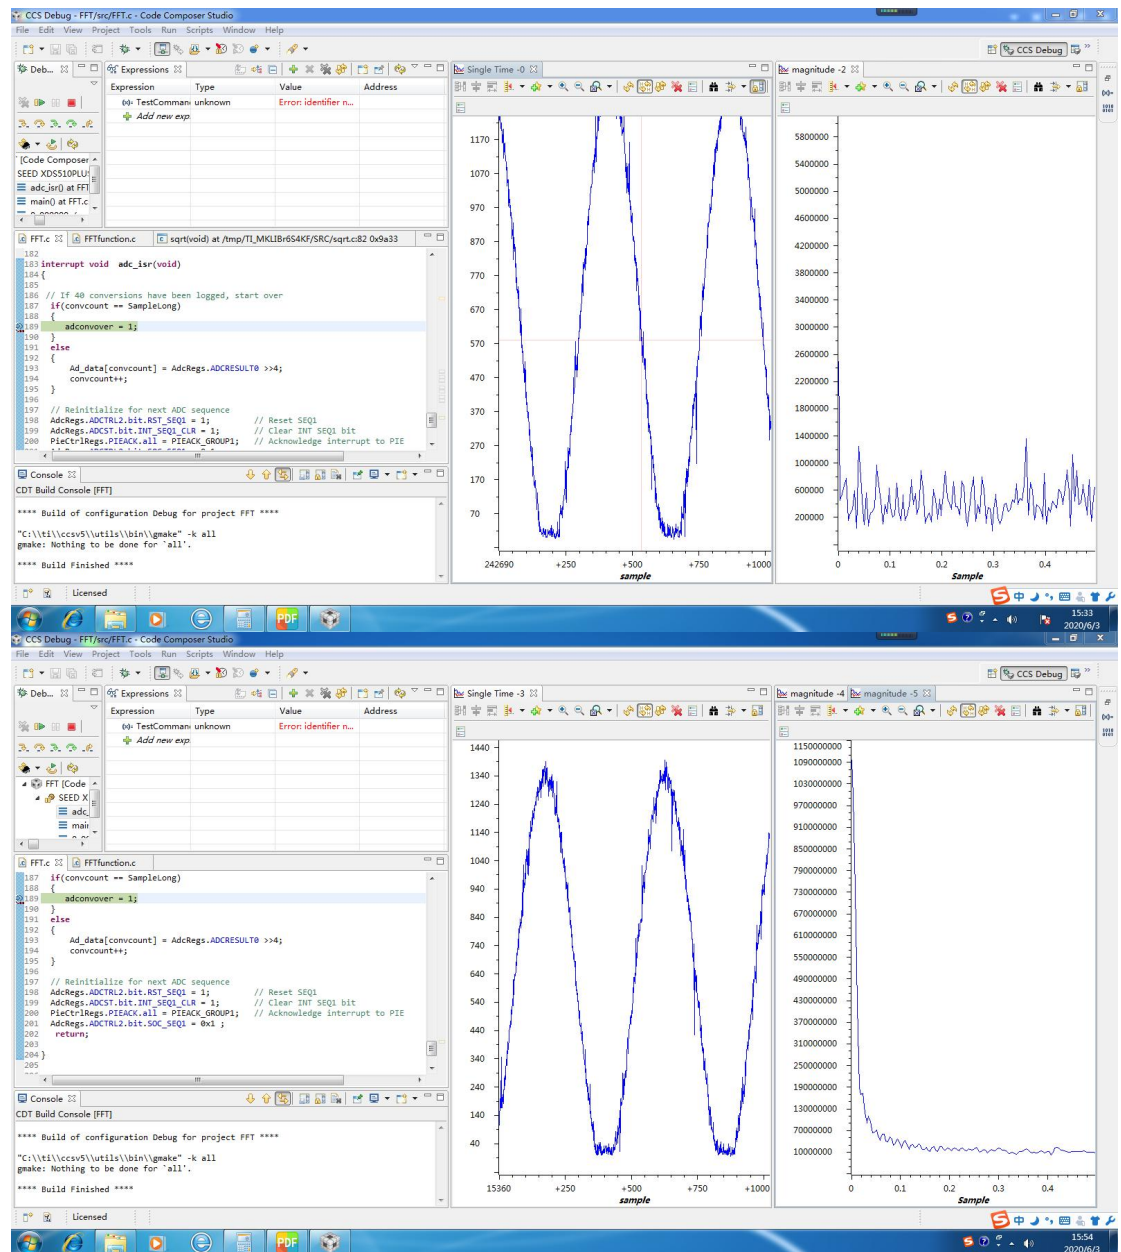 CCS Debug - FFT/src/FFT.c - Code Composer Studio
File Edit View Project Tools Run Scripts Window Help
CCS Debug
Deb...
Expressions
Expression Type Value Address
TestComman unknown Error: identifier n...
Add new exp
[Code Composer
SEED XDS510PLU
adc_isr() at FFT
main() at FFT.c
FFT.c FFTfunction.c sqrt(void) at /tmp/TI_MKLIBr6S4KF/SRC/sqrt.c:82 0x9a33
182
183 interrupt void adc_isr(void)
184 {
185
186 // If 40 conversions have been logged, start over
187 if(convcount == SampleLong)
188 {
189 adconvover = 1;
190 }
191 else
192 {
193 Ad_data[convcount] = AdcRegs.ADCRESULT0 >>4;
194 convcount++;
195 }
196
197 // Reinitialize for next ADC sequence
198 AdcRegs.ADCTRL2.bit.RST_SEQ1 = 1; // Reset SEQ1
199 AdcRegs.ADCST.bit.INT_SEQ1_CLR = 1; // Clear INT SEQ1 bit
200 PieCtrlRegs.PIEACK.all = PIEACK_GROUP1; // Acknowledge interrupt to PIE
Console
CDT Build Console [FFT]
**** Build of configuration Debug for project FFT ****
"C:\\ti\\ccsv5\\utils\\bin\\gmake" -k all
gmake: Nothing to be done for `all'.
**** Build Finished ****
Single Time -0
1170
1070
970
870
770
670
570
470
370
270
170
70
242690 +250 +500 +750 +1000
sample
magnitude -2
5800000
5400000
5000000
4600000
4200000
3800000
3400000
3000000
2600000
2200000
1800000
1400000
1000000
600000
200000
0 0.1 0.2 0.3 0.4
Sample
Licensed
中
PDF
15:33
2020/6/3
CCS Debug - FFT/src/FFT.c - Code Composer Studio
File Edit View Project Tools Run Scripts Window Help
CCS Debug
Deb...
Expressions
Expression Type Value Address
TestComman unknown Error: identifier n...
Add new exp
FFT [Code
SEED X
adc_
main
FFT.c FFTfunction.c
187 if(convcount == SampleLong)
188 {
189 adconvover = 1;
190 }
191 else
192 {
193 Ad_data[convcount] = AdcRegs.ADCRESULT0 >>4;
194 convcount++;
195 }
196
197 // Reinitialize for next ADC sequence
198 AdcRegs.ADCTRL2.bit.RST_SEQ1 = 1; // Reset SEQ1
199 AdcRegs.ADCST.bit.INT_SEQ1_CLR = 1; // Clear INT SEQ1 bit
200 PieCtrlRegs.PIEACK.all = PIEACK_GROUP1; // Acknowledge interrupt to PIE
201 AdcRegs.ADCTRL2.bit.SOC_SEQ1 = 0x1 ;
202 return;
203
204 }
205
Console
CDT Build Console [FFT]
**** Build of configuration Debug for project FFT ****
"C:\\ti\\ccsv5\\utils\\bin\\gmake" -k all
gmake: Nothing to be done for `all'.
**** Build Finished ****
Single Time -3
1440
1340
1240
1140
1040
940
840
740
640
540
440
340
240
140
40
15360 +250 +500 +750 +1000
sample
magnitude -4 magnitude -5
1150000000
1090000000
1030000000
970000000
910000000
850000000
790000000
730000000
670000000
610000000
550000000
490000000
430000000
370000000
310000000
250000000
190000000
130000000
70000000
10000000
0 0.1 0.2 0.3 0.4
Sample
Licensed
中
PDF
15:54
2020/6/3